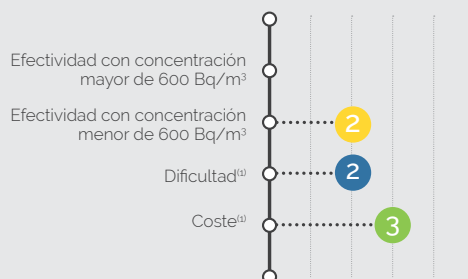 Efectividad con concentración
mayor de 600 Bq/m³
Efectividad con concentración
menor de 600 Bq/m³
2
Dificultad⁽¹⁾
2
Coste⁽¹⁾
3